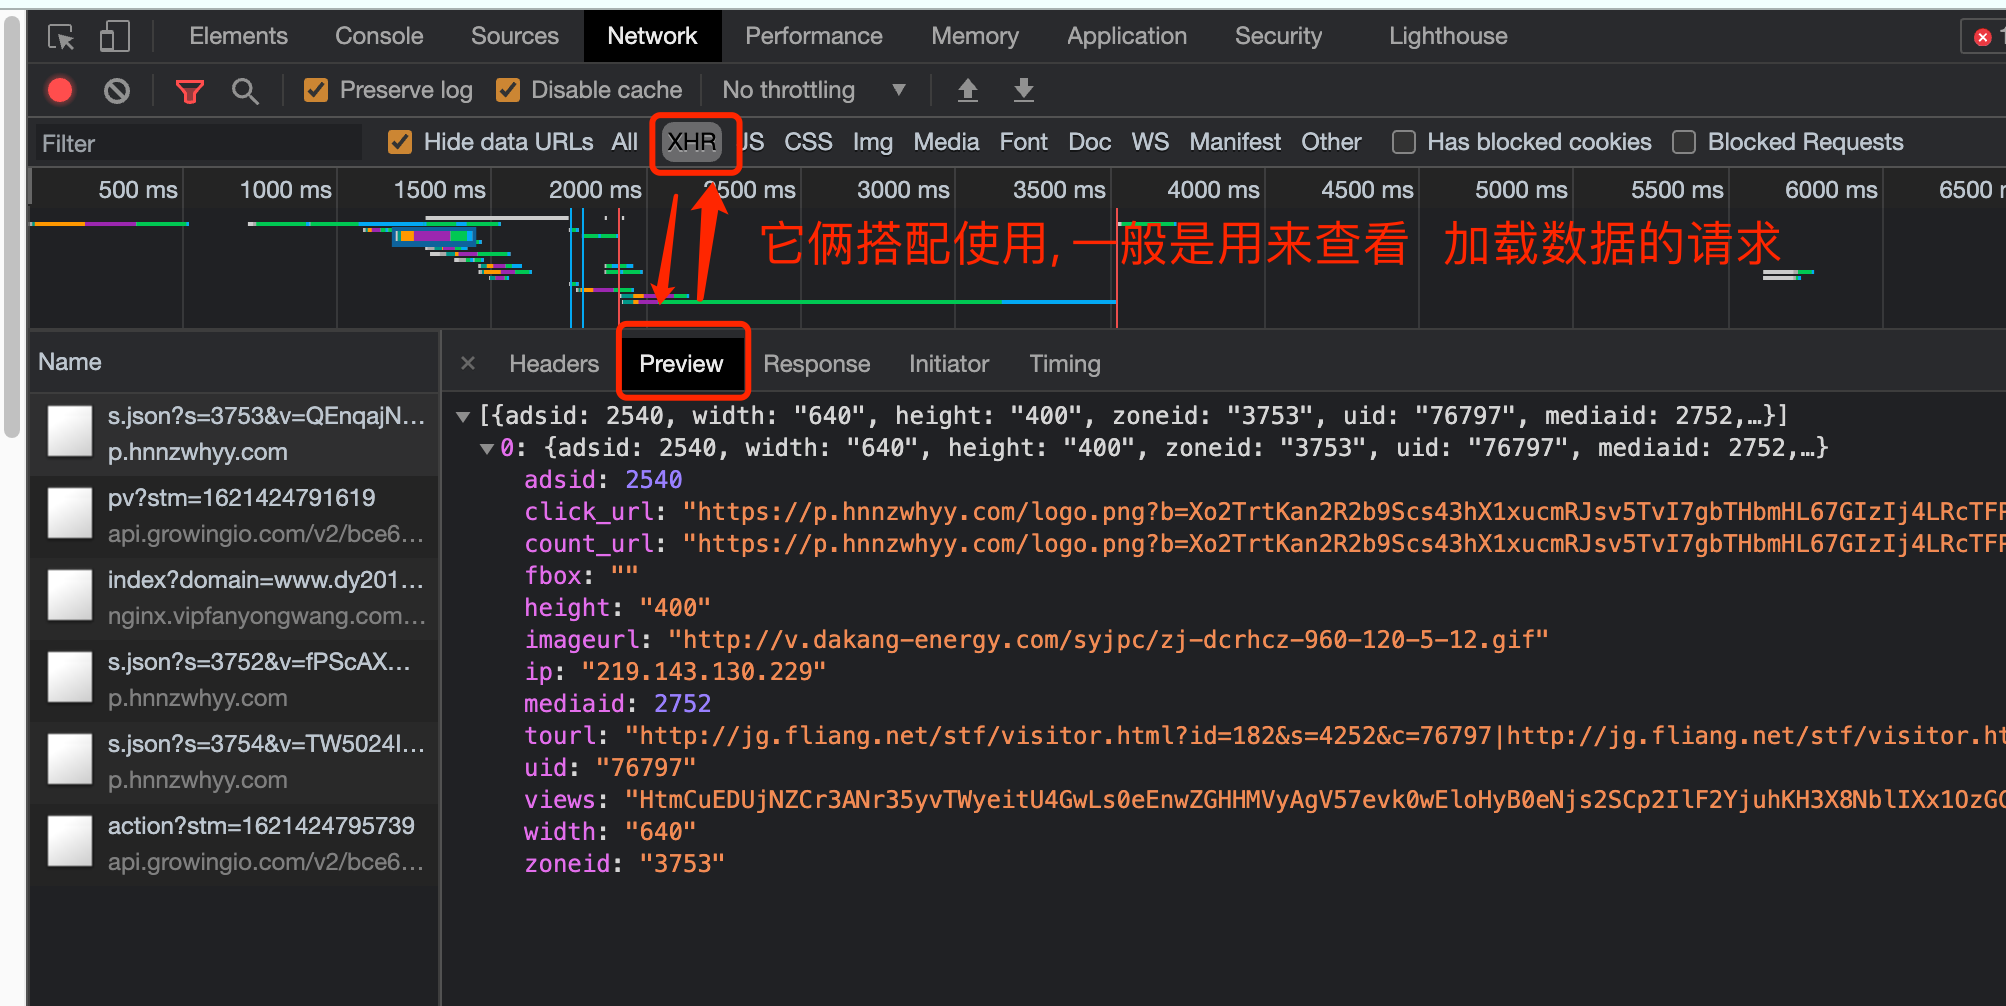 Elements Console Sources Network Performance Memory Application Security Lighthouse
Preserve log Disable cache No throttling
Filter Hide data URLs All XHR JS CSS Img Media Font Doc WS Manifest Other Has blocked cookies Blocked Requests
500 ms 1000 ms 1500 ms 2000 ms 2500 ms 3000 ms 3500 ms 4000 ms 4500 ms 5000 ms 5500 ms 6000 ms 6500
它俩搭配使用,一般是用来查看 加载数据的请求
Name
s.json?s=3753&v=QEnqajN...
p.hnnzwhyy.com
pv?stm=1621424791619
api.growingio.com/v2/bce6...
index?domain=www.dy201...
nginx.vipfanyongwang.com...
s.json?s=3752&v=fPScAX...
p.hnnzwhyy.com
s.json?s=3754&v=TW5024I...
p.hnnzwhyy.com
action?stm=1621424795739
api.growingio.com/v2/bce6...
× Headers Preview Response Initiator Timing
[{adsid: 2540, width: "640", height: "400", zoneid: "3753", uid: "76797", mediaid: 2752,…}]
0: {adsid: 2540, width: "640", height: "400", zoneid: "3753", uid: "76797", mediaid: 2752,…}
adsid: 2540
click_url: "https://p.hnnzwhyy.com/logo.png?b=Xo2TrtKan2R2b9Scs43hX1xucmRJsv5TvI7gbTHbmHL67GIzIj4LRcTFF
count_url: "https://p.hnnzwhyy.com/logo.png?b=Xo2TrtKan2R2b9Scs43hX1xucmRJsv5TvI7gbTHbmHL67GIzIj4LRcTFF
fbox: ""
height: "400"
imageurl: "http://v.dakang-energy.com/syjpc/zj-dcrhcz-960-120-5-12.gif"
ip: "219.143.130.229"
mediaid: 2752
tourl: "http://jg.fliang.net/stf/visitor.html?id=182&s=4252&c=76797|http://jg.fliang.net/stf/visitor.ht
uid: "76797"
views: "HtmCuEDUjNZCr3ANr35yvTWyeitU4GwLs0eEnwZGHHMVyAgV57evk0wEloHyB0eNjs2SCp2IlF2YjuhKH3X8NblIXx1OzGC
width: "640"
zoneid: "3753"